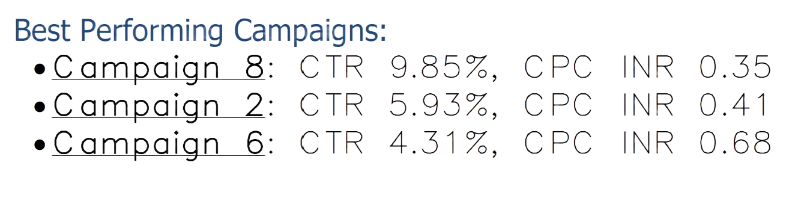 Best Performing Campaigns:
• Campaign 8: CTR 9.85%, CPC INR 0.35
• Campaign 2: CTR 5.93%, CPC INR 0.41
• Campaign 6: CTR 4.31%, CPC INR 0.68